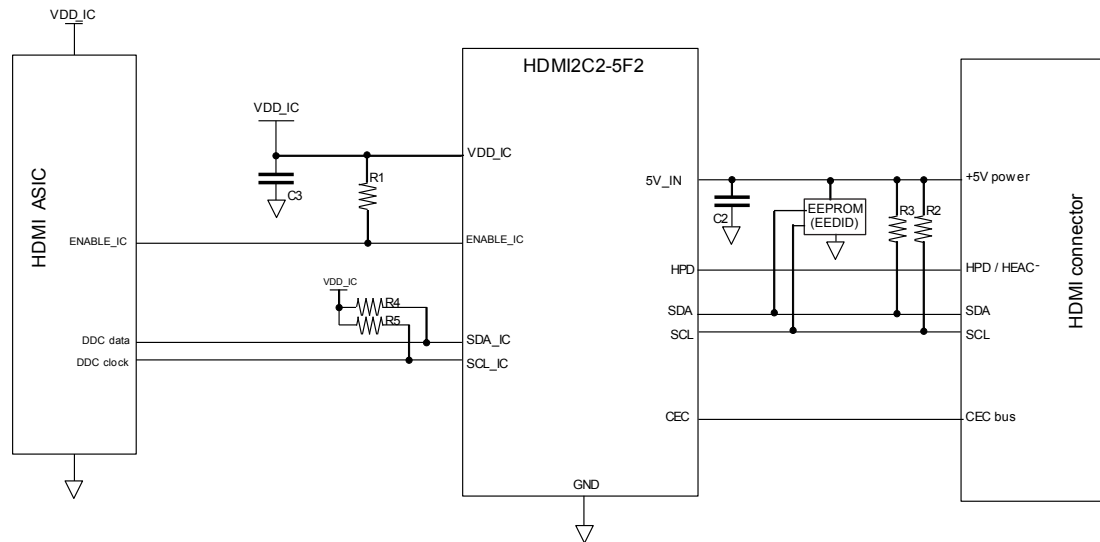 VDD_IC
HDMI ASIC
ENABLE_IC
DDC data
DDC clock
VDD_IC
C3
R1
VDD_IC
R4
R5
HDMI2C2-5F2
VDD_IC
ENABLE_IC
SDA_IC
SCL_IC
5V_IN
HPD
SDA
SCL
CEC
GND
C2
EEPROM
(EEDID)
R3
R2
+5V power
HPD / HEAC-
SDA
SCL
CEC bus
HDMI connector